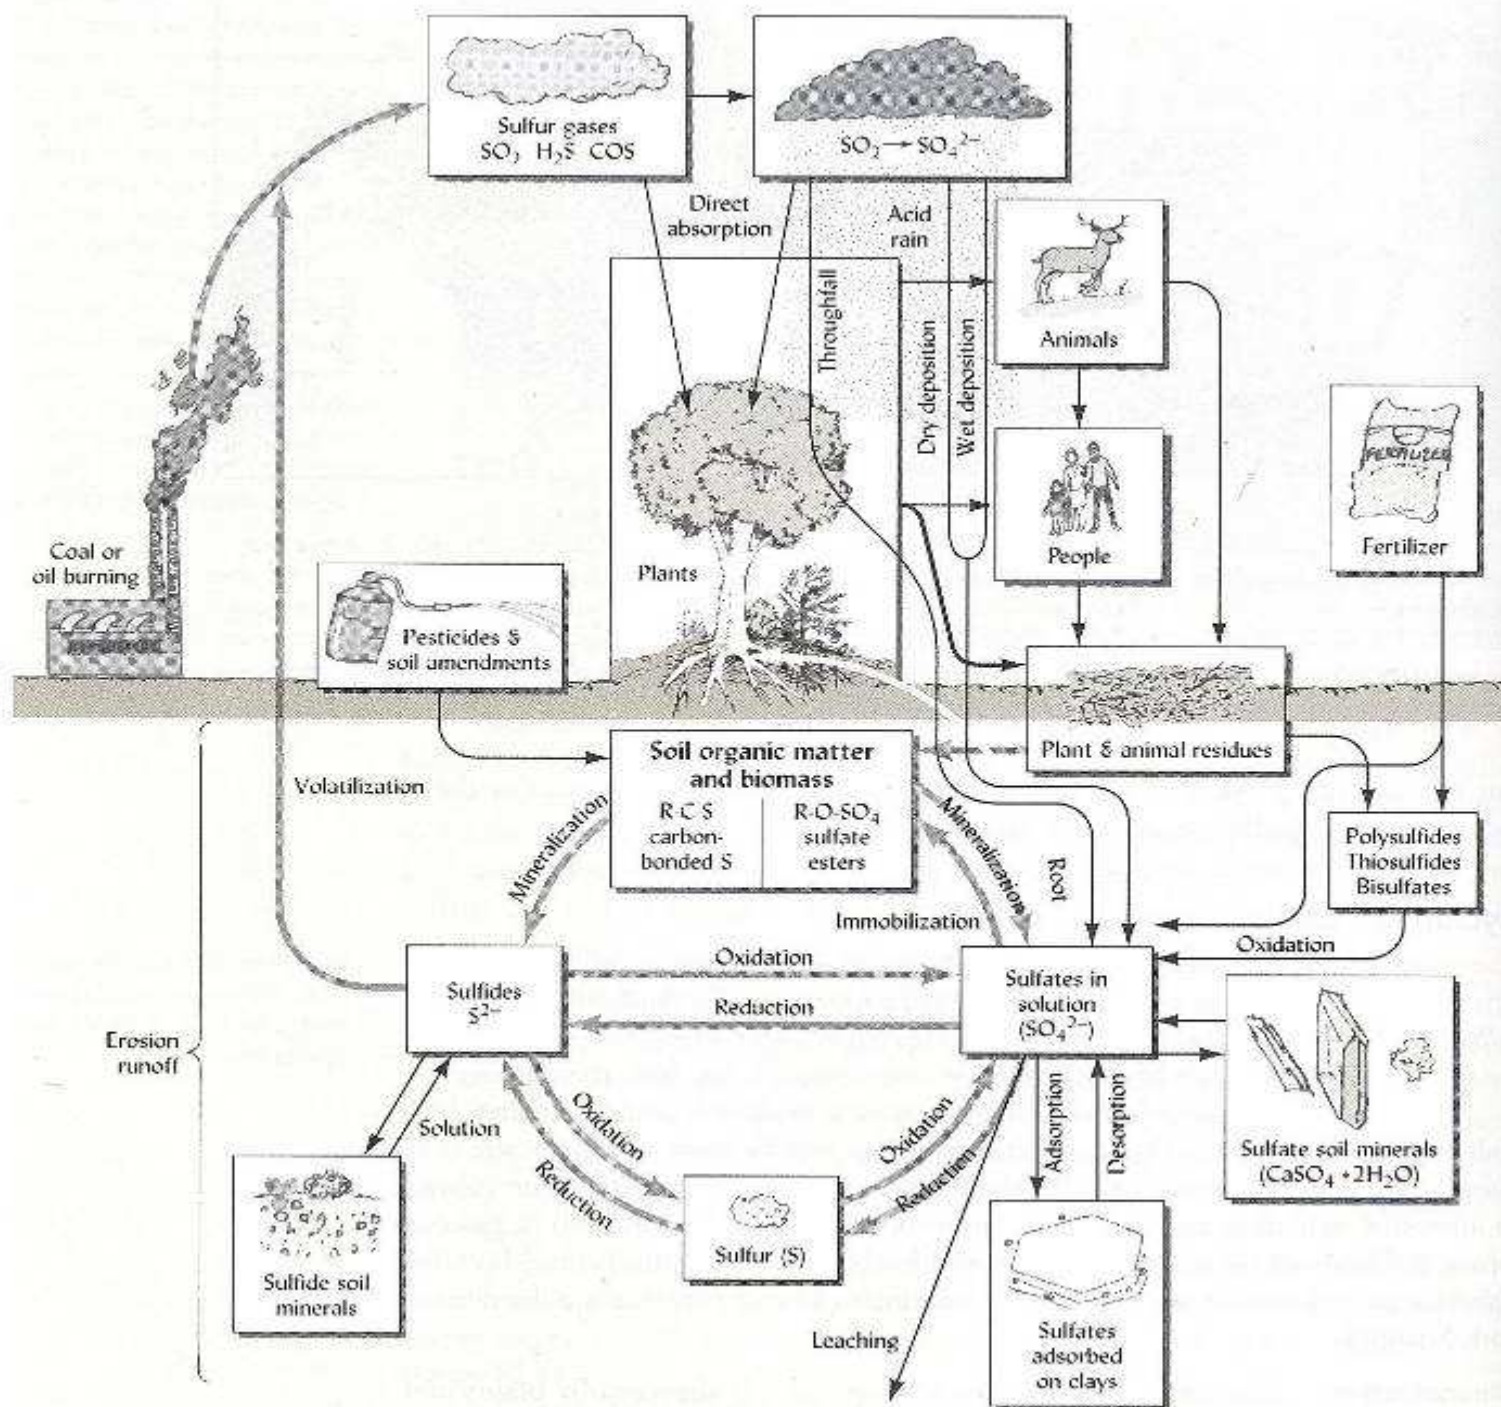 Sulfur gases
SO₂ H₂S COS
SO₂ → SO₄²⁻
Direct
absorption
Acid
rain
Throughfall
Dry deposition
Wet deposition
Animals
People
FERTILIZER
Fertilizer
Coal or
oil burning
Pesticides &
soil amendments
Plants
Plant & animal residues
Volatilization
Soil organic matter
and biomass
R-C-S
carbon-
bonded S
R-O-SO₄
sulfate
esters
Mineralization
Mineralization
Immobilization
Root
Polysulfides
Thiosulfides
Bisulfates
Oxidation
Sulfides
S²⁻
Oxidation
Reduction
Sulfates in
solution
(SO₄²⁻)
Erosion
runoff
Solution
Oxidation
Reduction
Oxidation
Reduction
Adsorption
Desorption
Sulfate soil minerals
(CaSO₄ •2H₂O)
Sulfide soil
minerals
Sulfur (S)
Leaching
Sulfates
adsorbed
on clays